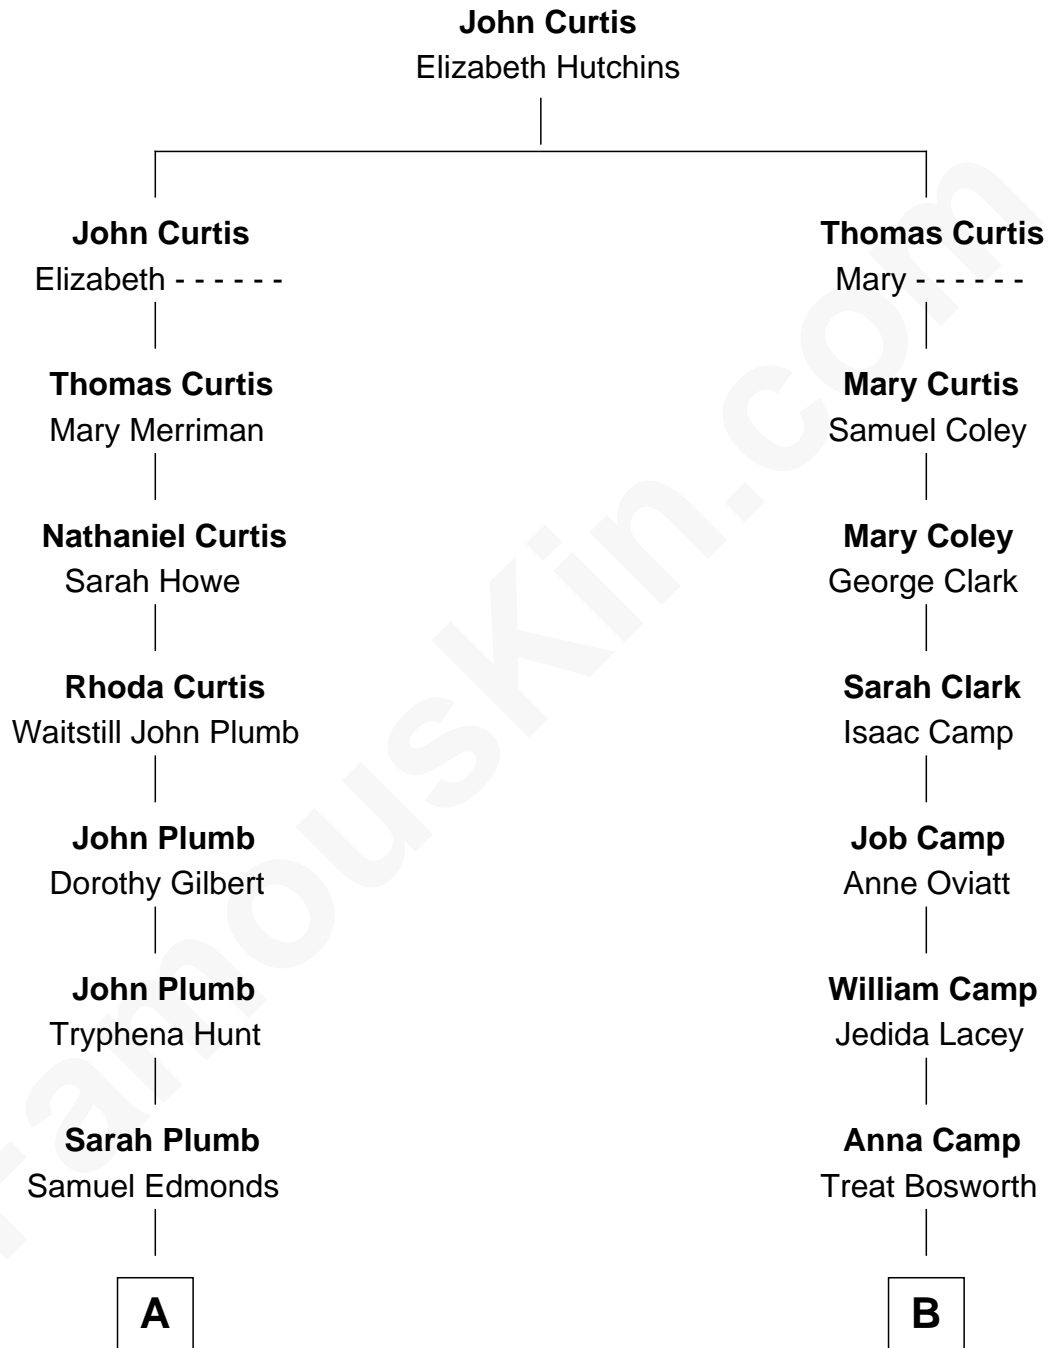 John Curtis
Elizabeth Hutchins
John Curtis
Elizabeth - - - - - -
Thomas Curtis
Mary Merriman
Nathaniel Curtis
Sarah Howe
Rhoda Curtis
Waitstill John Plumb
John Plumb
Dorothy Gilbert
John Plumb
Tryphena Hunt
Sarah Plumb
Samuel Edmonds
A
Thomas Curtis
Mary - - - - - -
Mary Curtis
Samuel Coley
Mary Coley
George Clark
Sarah Clark
Isaac Camp
Job Camp
Anne Oviatt
William Camp
Jedida Lacey
Anna Camp
Treat Bosworth
B
FamousKin.com